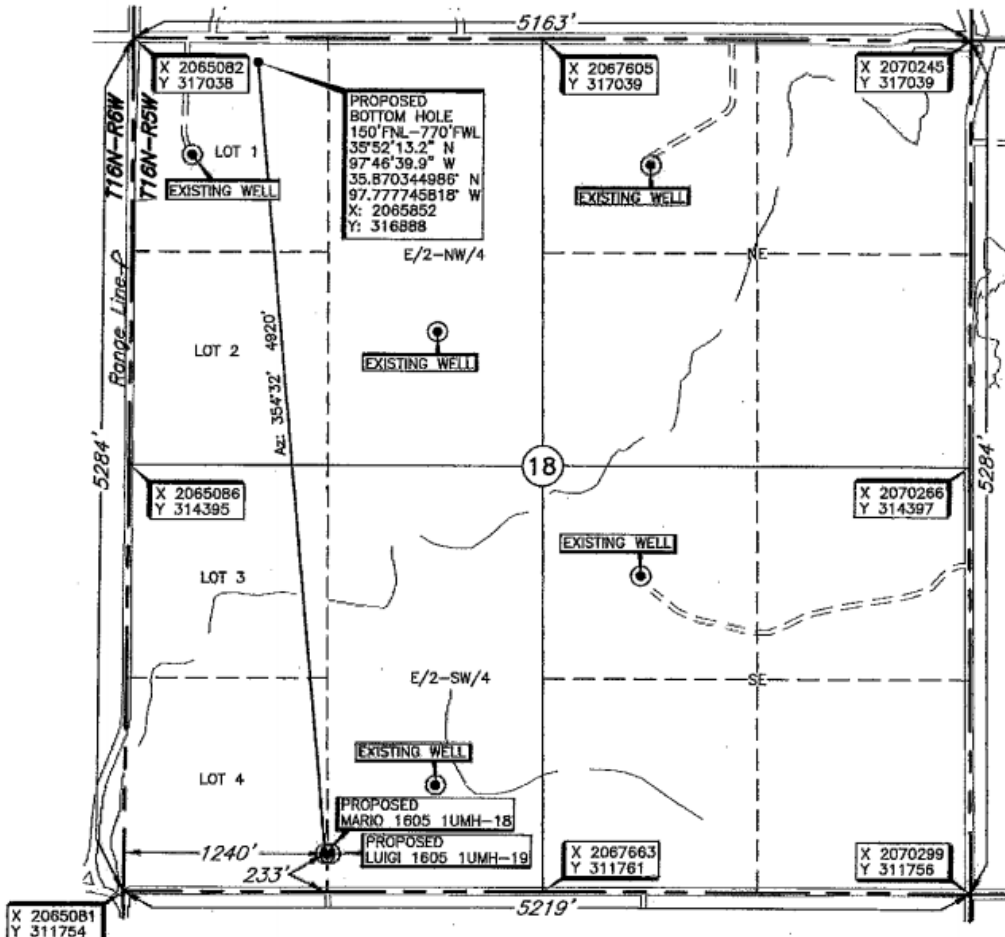 5163'
X 2065082
Y 317038
X 2067605
Y 317039
X 2070245
Y 317039
T16N-R6W
T16N-R5W
PROPOSED
BOTTOM HOLE
150'FNL-770'FWL
35°52'13.2" N
97°46'39.9" W
35.870344986° N
97.777745818° W
X: 2065852
Y: 316888
LOT 1
EXISTING WELL
EXISTING WELL
E/2-NW/4
NE
Range Line
LOT 2
Az: 354°32' 4920'
EXISTING WELL
5284'
18
5284'
X 2065086
Y 314395
X 2070266
Y 314397
EXISTING WELL
LOT 3
E/2-SW/4
SE
EXISTING WELL
LOT 4
PROPOSED
MARIO 1605 1UMH-18
PROPOSED
LUIGI 1605 1UMH-19
1240'
233'
X 2067663
Y 311761
X 2070299
Y 311756
5219'
X 2065081
Y 311754